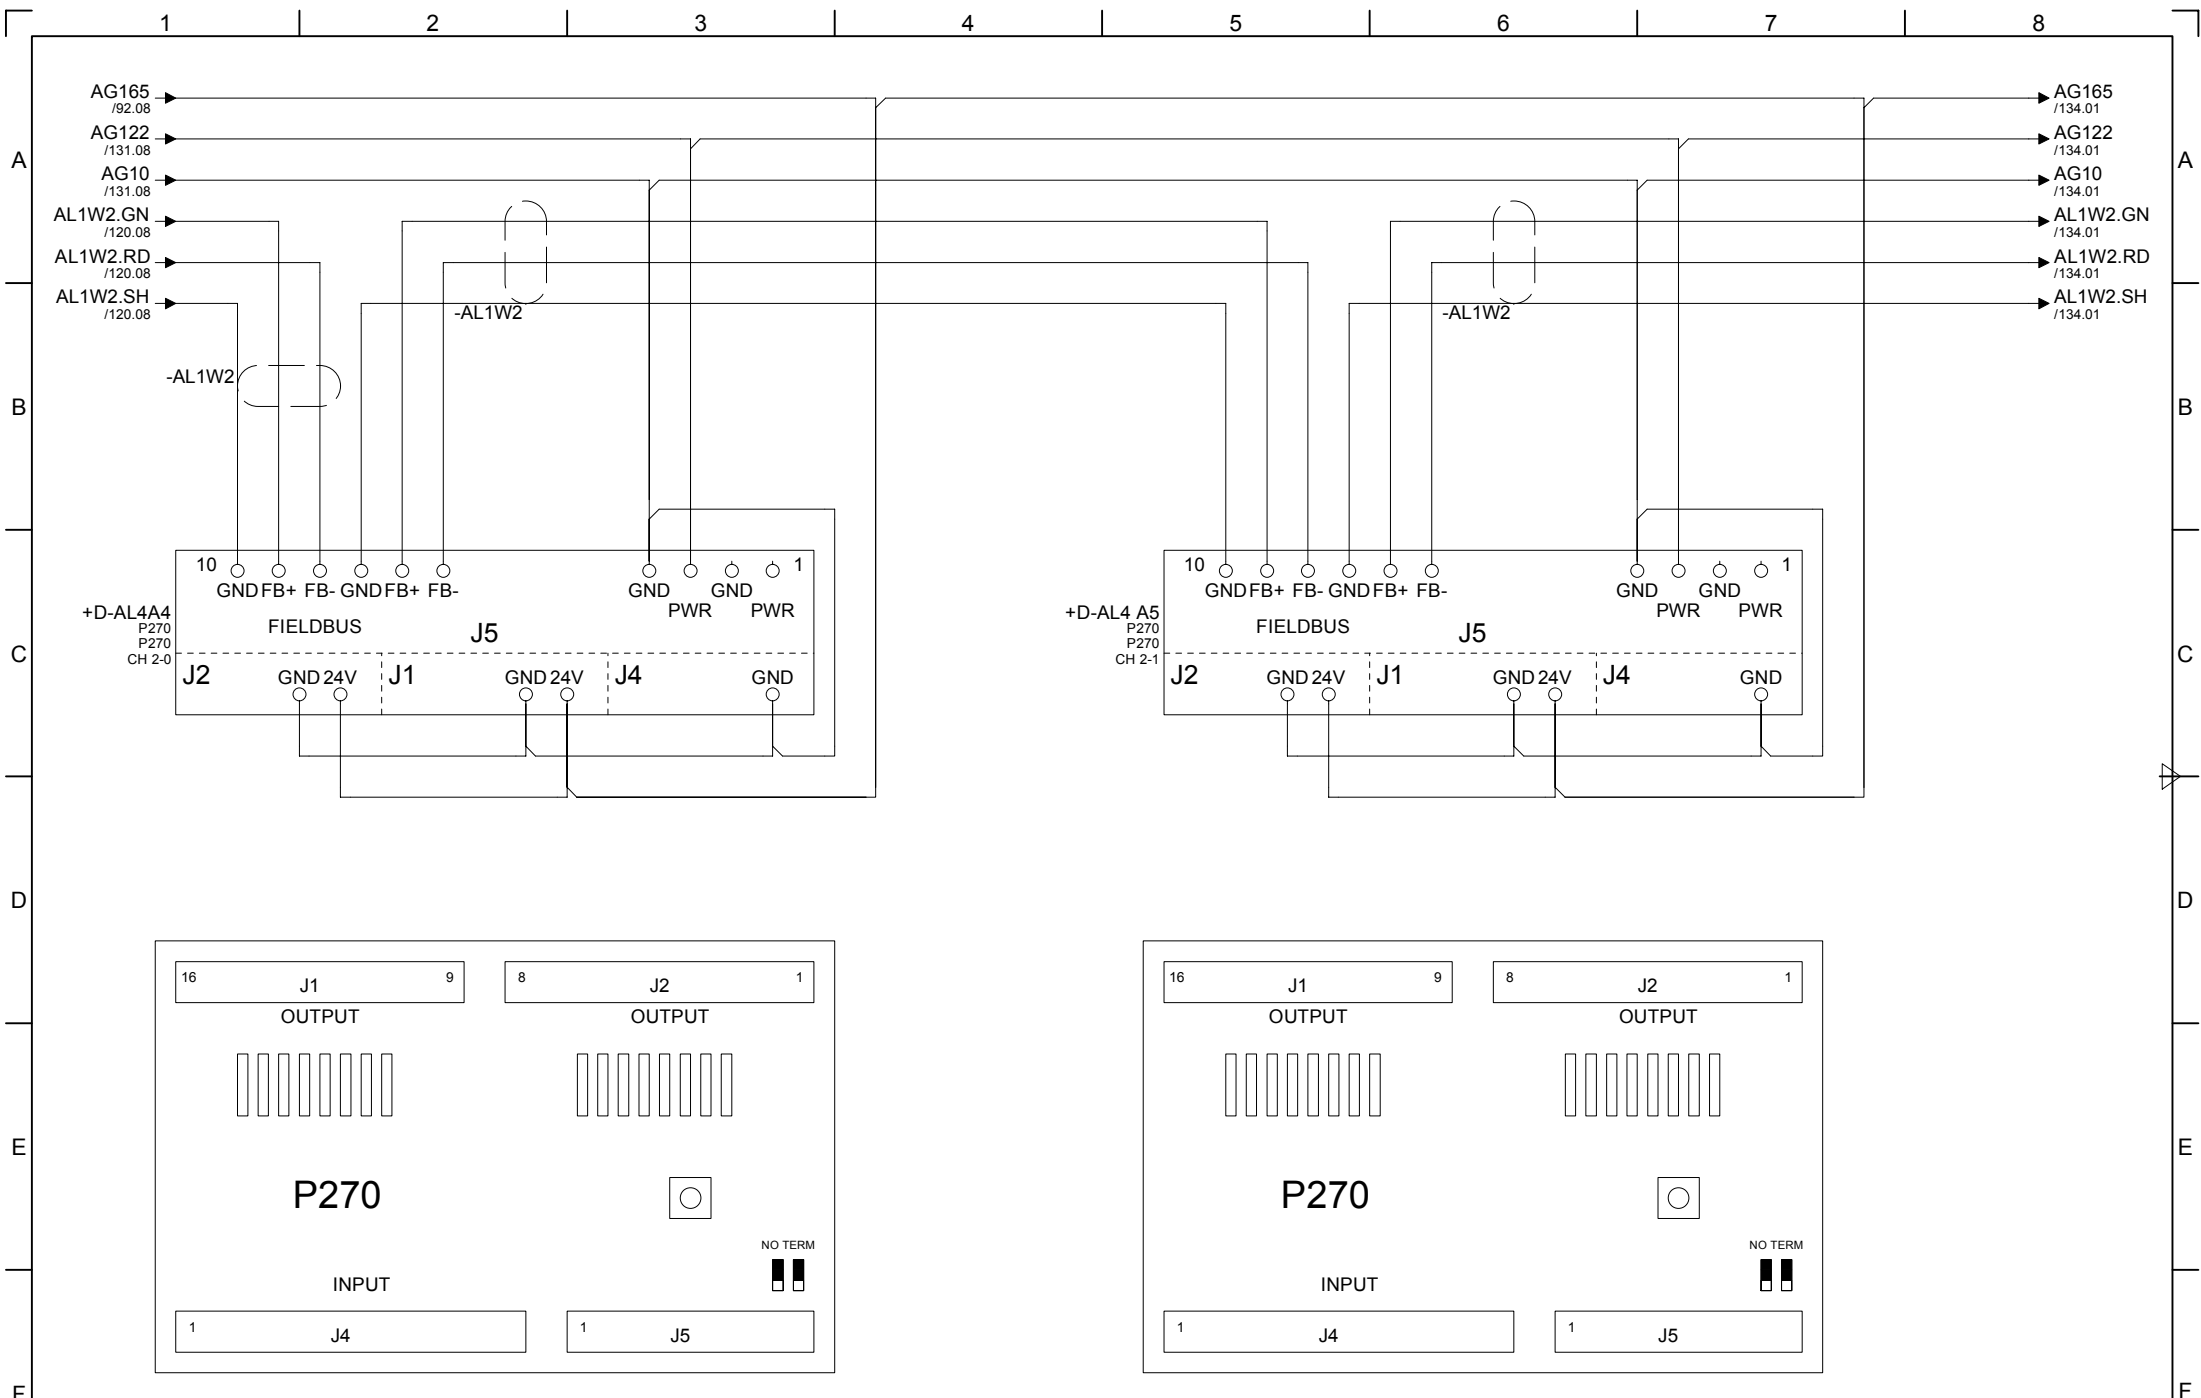 1 2 3 4 5 6 7 8
AG165 AG165
/92.08 /134.01
AG122 AG122
/131.08 /134.01
A A
AG10 AG10
/131.08 /134.01
AL1W2.GN AL1W2.GN
/120.08 /134.01
AL1W2.RD AL1W2.RD
/120.08 /134.01
AL1W2.SH AL1W2.SH
/120.08 /134.01
-AL1W2 -AL1W2
-AL1W2
B B
10 1 10 1
GND FB+ FB- GND FB+ FB- GND GND GND FB+ FB- GND FB+ FB- GND GND
+D-AL4A4 PWR PWR +D-AL4 A5 PWR PWR
P270 FIELDBUS J5 P270 FIELDBUS J5
P270 P270
C C
CH 2-0 CH 2-1
J2 GND 24V J1 GND 24V J4 GND J2 GND 24V J1 GND 24V J4 GND
D D
16 J1 9 8 J2 1 16 J1 9 8 J2 1
OUTPUT OUTPUT OUTPUT OUTPUT
E E
P270 P270
NO TERM NO TERM
INPUT INPUT
1 J4 1 J5 1 J4 1 J5
F F